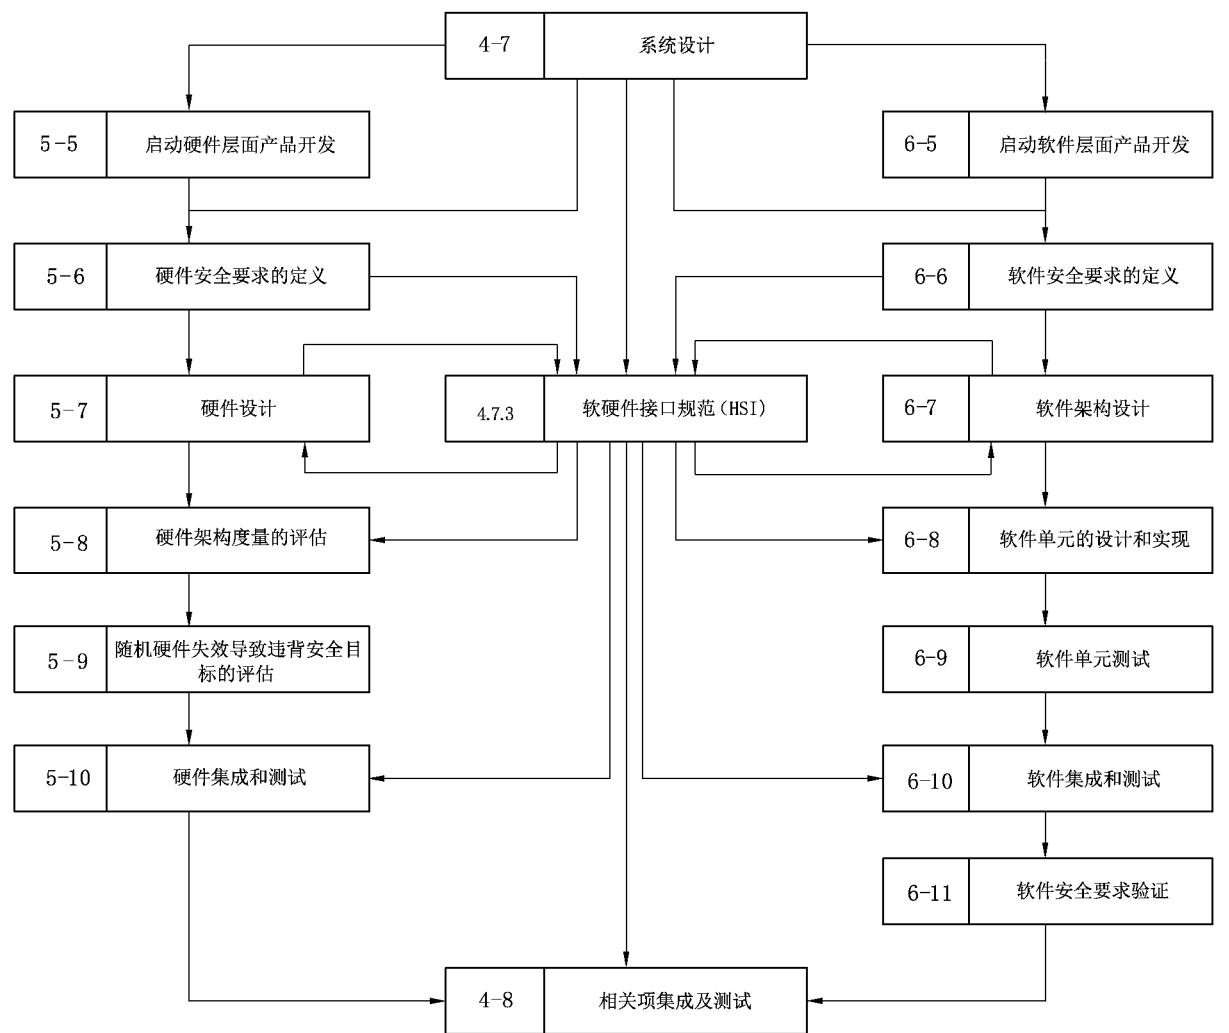 4-7 系统设计
5-5 启动硬件层面产品开发
6-5 启动软件层面产品开发
5-6 硬件安全要求的定义
6-6 软件安全要求的定义
5-7 硬件设计
4.7.3 软硬件接口规范(HSI)
6-7 软件架构设计
5-8 硬件架构度量的评估
6-8 软件单元的设计和实现
5-9 随机硬件失效导致违背安全目
标的评估
6-9 软件单元测试
5-10 硬件集成和测试
6-10 软件集成和测试
6-11 软件安全要求验证
4-8 相关项集成及测试